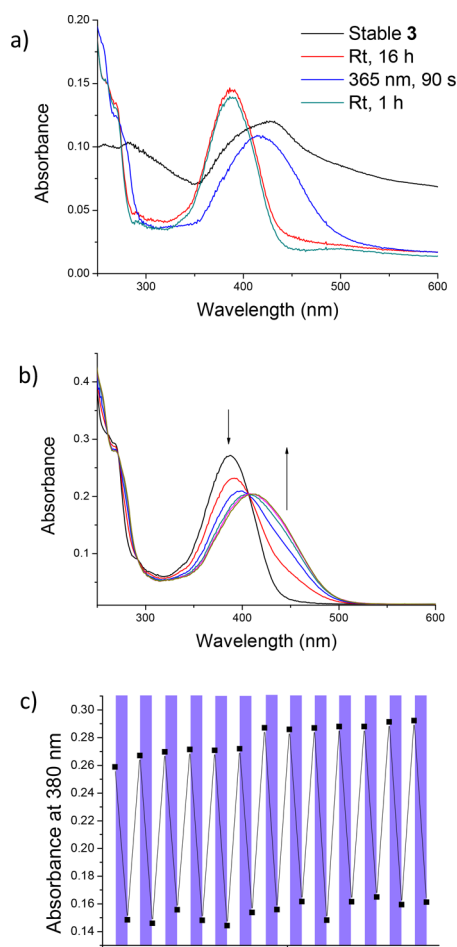 a)
Stable 3
Rt, 16 h
365 nm, 90 s
Rt, 1 h
0.20
0.15
0.10
0.05
0.00
Absorbance
300 400 500 600
Wavelength (nm)
b)
0.4
0.3
0.2
0.1
Absorbance
300 400 500 600
Wavelength (nm)
c)
0.30
0.28
0.26
0.24
0.22
0.20
0.18
0.16
0.14
0.12
Absorbance at 380 nm